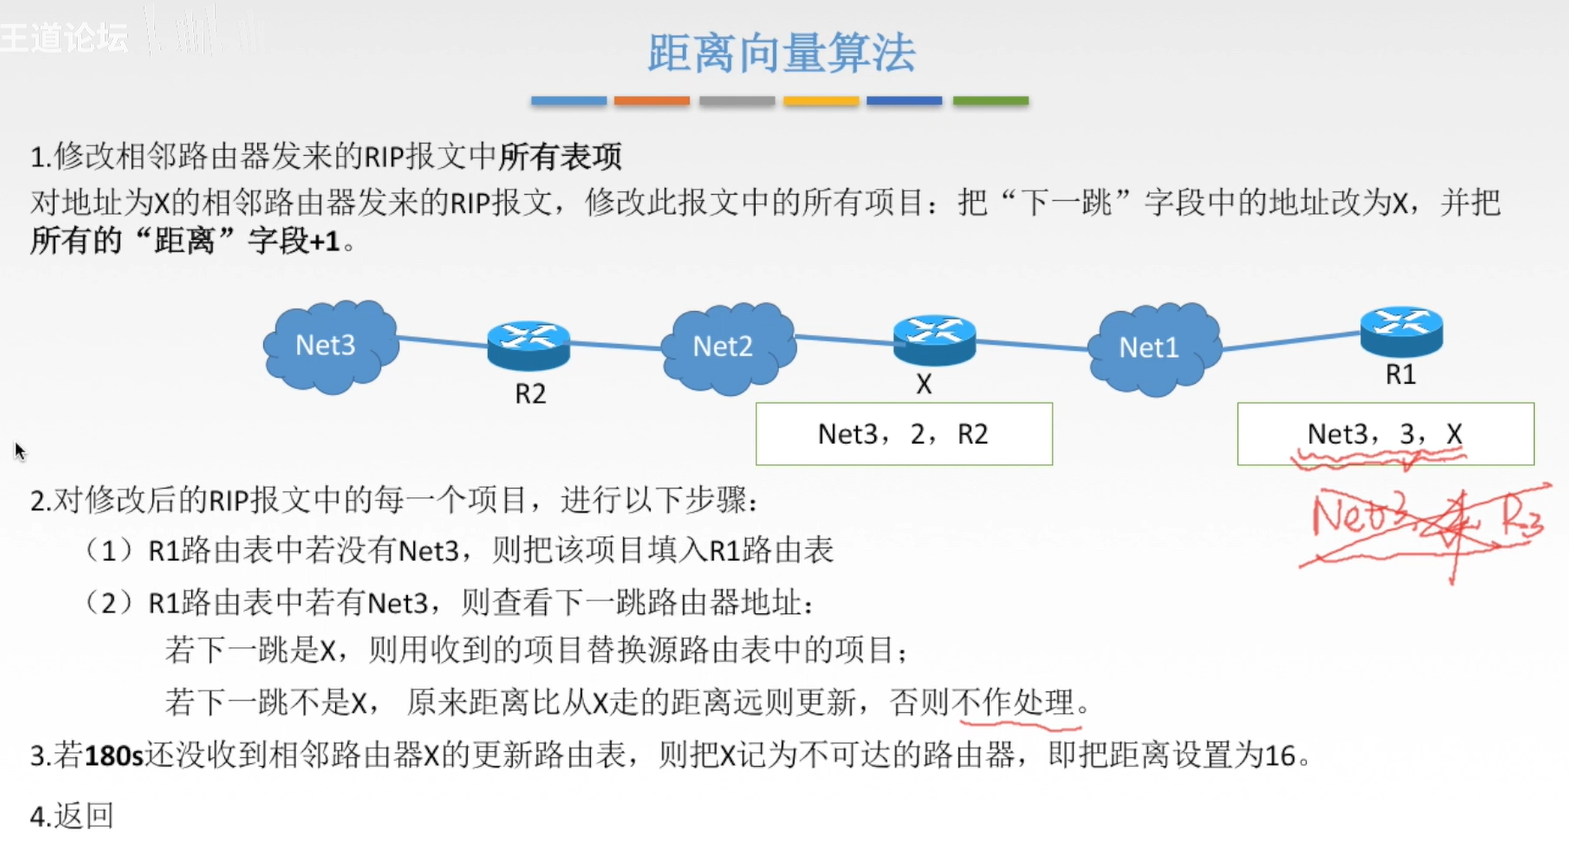 王道论坛
距离向量算法
1.修改相邻路由器发来的RIP报文中所有表项
对地址为X的相邻路由器发来的RIP报文，修改此报文中的所有项目：把“下一跳”字段中的地址改为X，并把
所有的“距离”字段+1。
Net3
R2
Net2
X
Net1
R1
Net3，2，R2
Net3，3，X
Net3, 4, R3
2.对修改后的RIP报文中的每一个项目，进行以下步骤：
（1）R1路由表中若没有Net3，则把该项目填入R1路由表
（2）R1路由表中若有Net3，则查看下一跳路由器地址：
若下一跳是X，则用收到的项目替换源路由表中的项目；
若下一跳不是X， 原来距离比从X走的距离远则更新，否则不作处理。
3.若180s还没收到相邻路由器X的更新路由表，则把X记为不可达的路由器，即把距离设置为16。
4.返回